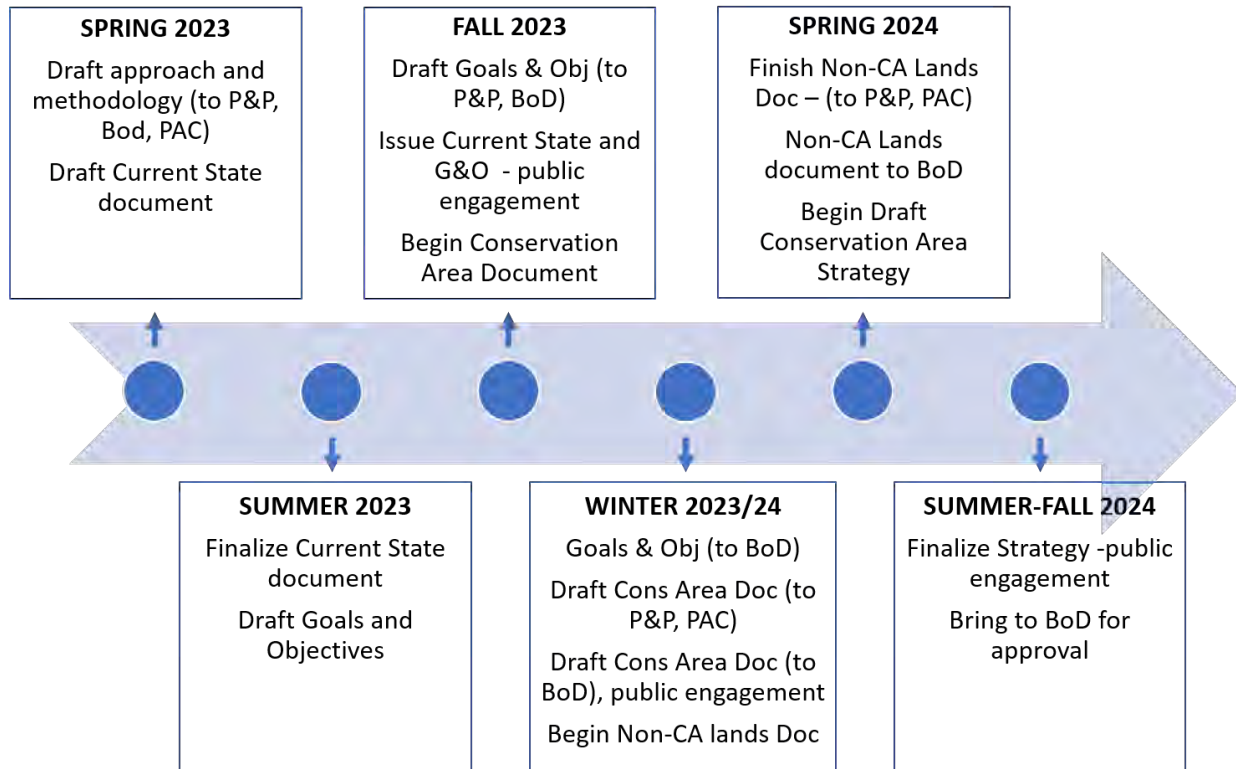 SPRING 2023
Draft approach and
methodology (to P&P,
Bod, PAC)
Draft Current State
document
FALL 2023
Draft Goals & Obj (to
P&P, BoD)
Issue Current State and
G&O - public
engagement
Begin Conservation
Area Document
SPRING 2024
Finish Non-CA Lands
Doc – (to P&P, PAC)
Non-CA Lands
document to BoD
Begin Draft
Conservation Area
Strategy
SUMMER 2023
Finalize Current State
document
Draft Goals and
Objectives
WINTER 2023/24
Goals & Obj (to BoD)
Draft Cons Area Doc (to
P&P, PAC)
Draft Cons Area Doc (to
BoD), public engagement
Begin Non-CA lands Doc
SUMMER-FALL 2024
Finalize Strategy -public
engagement
Bring to BoD for
approval